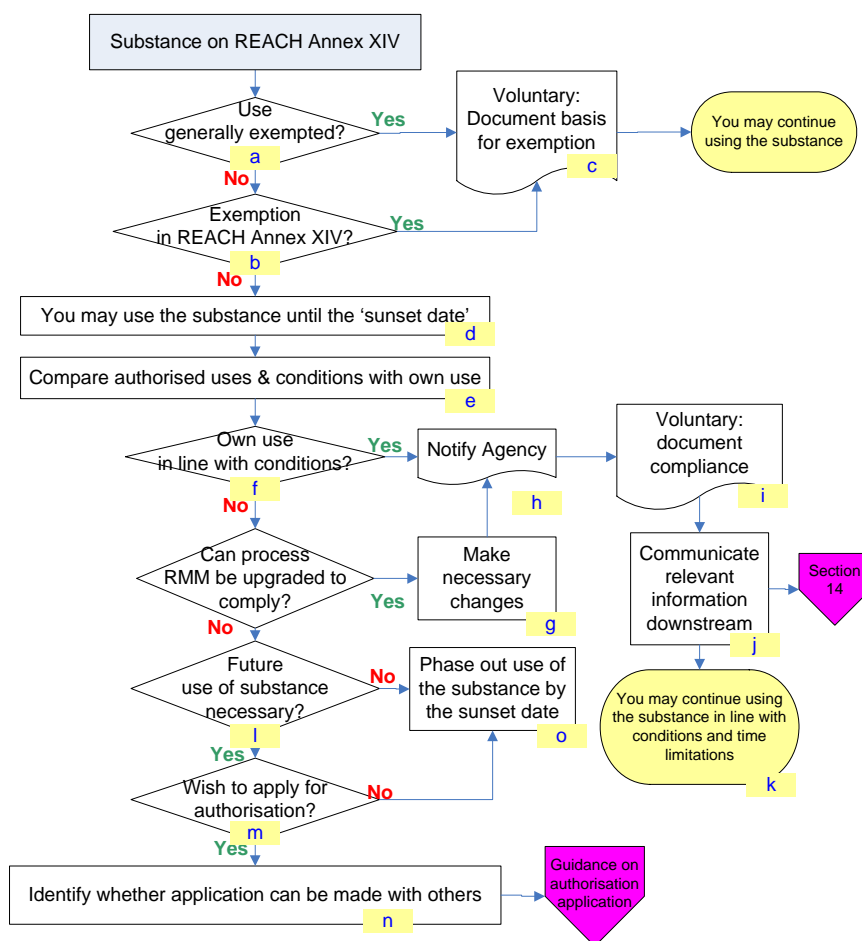 Substance on REACH Annex XIV
Use
generally exempted?
a
Yes
No
Voluntary:
Document basis
for exemption
c
You may continue
using the substance
Exemption
in REACH Annex XIV?
b
Yes
No
You may use the substance until the ‘sunset date’
d
Compare authorised uses & conditions with own use
e
Own use
in line with conditions?
f
Yes
No
Notify Agency
h
Voluntary:
document
compliance
i
Can process
RMM be upgraded to
comply?
Yes
No
Make
necessary
changes
g
Communicate
relevant
information
downstream
j
Section
14
Future
use of substance
necessary?
l
No
Yes
Phase out use of
the substance by
the sunset date
o
You may continue using
the substance in line with
conditions and time
limitations
k
Wish to apply for
authorisation?
m
No
Yes
Identify whether application can be made with others
n
Guidance on
authorisation
application